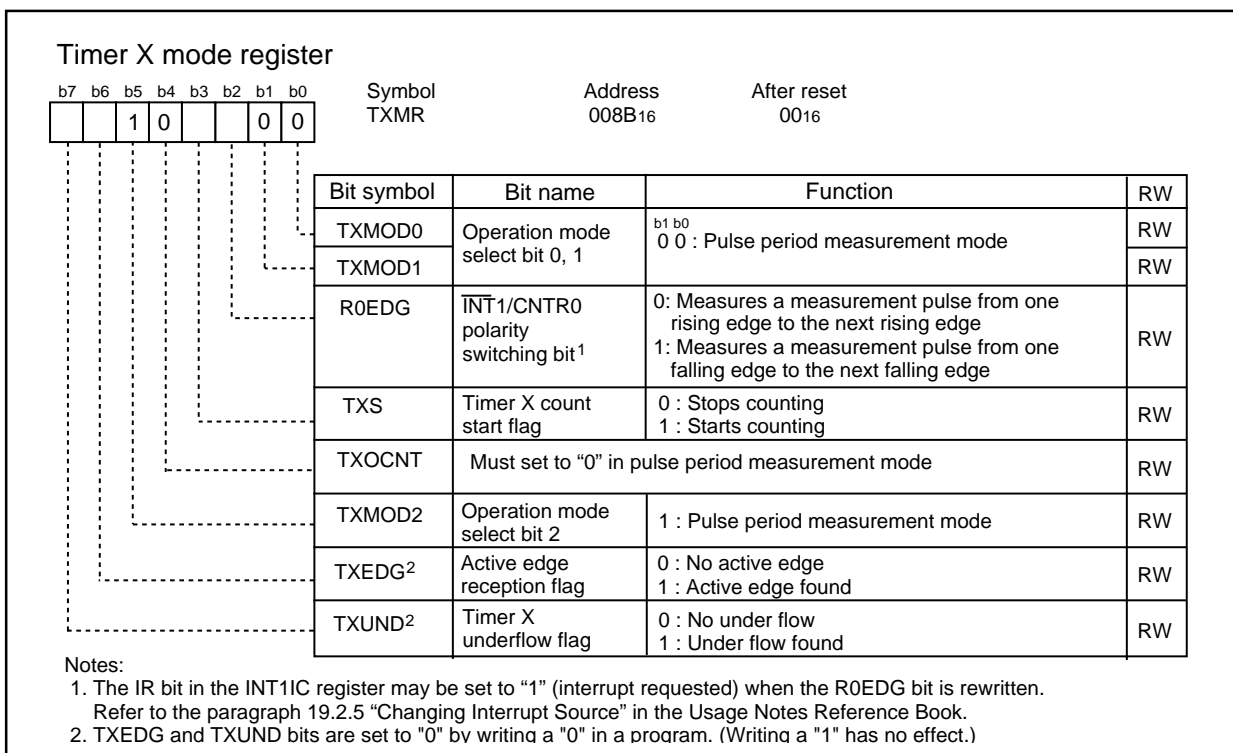 Timer X mode register
b7 b6 b5 b4 b3 b2 b1 b0
1 0 0 0
Symbol Address After reset
TXMR 008B16 0016
Bit symbol Bit name Function RW
TXMOD0 RW
TXMOD1 RW
Operation mode
select bit 0, 1
b1 b0
0 0 : Pulse period measurement mode
R0EDG
INT1/CNTR0
polarity
switching bit1
0: Measures a measurement pulse from one
rising edge to the next rising edge
1: Measures a measurement pulse from one
falling edge to the next falling edge
RW
TXS
Timer X count
start flag
0 : Stops counting
1 : Starts counting
RW
TXOCNT Must set to “0” in pulse period measurement mode RW
TXMOD2
Operation mode
select bit 2
1 : Pulse period measurement mode
RW
TXEDG2
Active edge
reception flag
0 : No active edge
1 : Active edge found
RW
TXUND2
Timer X
underflow flag
0 : No under flow
1 : Under flow found
RW
Notes:
1. The IR bit in the INT1IC register may be set to “1” (interrupt requested) when the R0EDG bit is rewritten.
Refer to the paragraph 19.2.5 “Changing Interrupt Source” in the Usage Notes Reference Book.
2. TXEDG and TXUND bits are set to "0" by writing a "0" in a program. (Writing a "1" has no effect.)